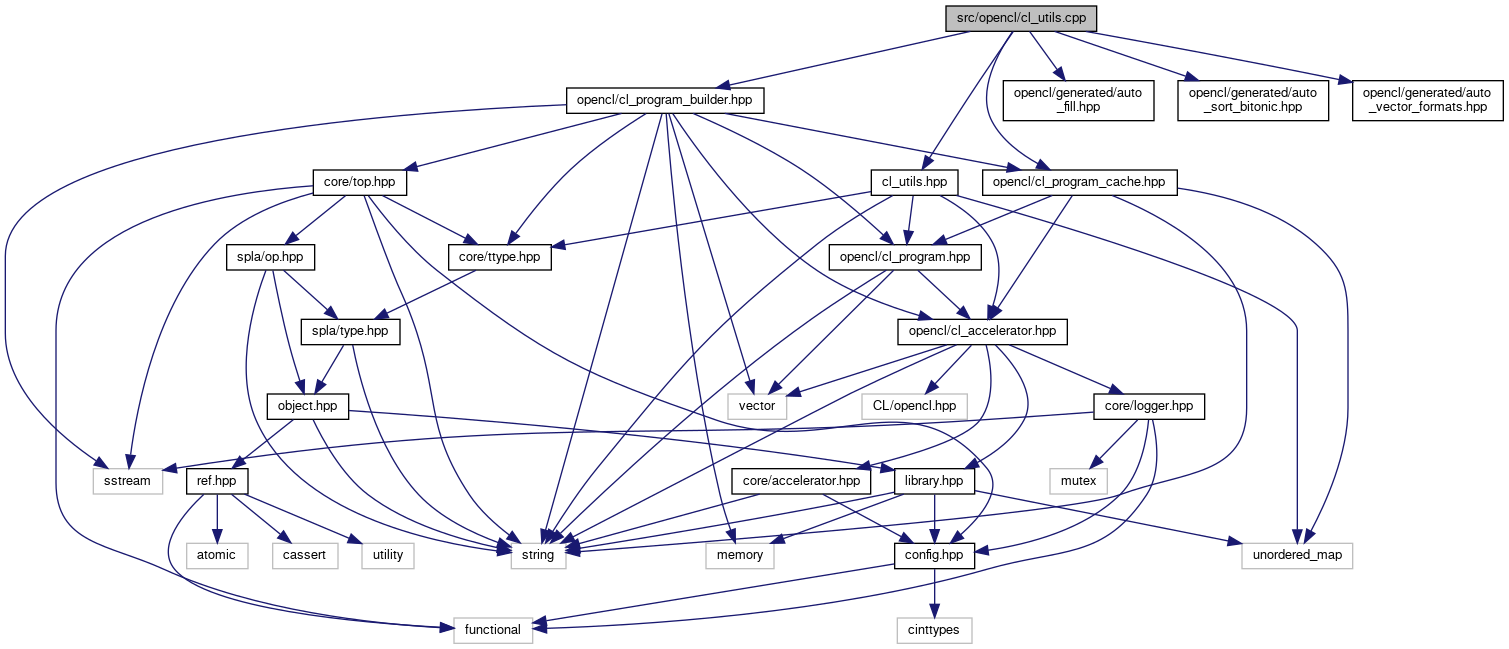 src/opencl/cl_utils.cpp
opencl/cl_program_builder.hpp
opencl/generated/auto
_fill.hpp
opencl/generated/auto
_sort_bitonic.hpp
opencl/generated/auto
_vector_formats.hpp
core/top.hpp
cl_utils.hpp
opencl/cl_program_cache.hpp
spla/op.hpp
core/ttype.hpp
opencl/cl_program.hpp
spla/type.hpp
opencl/cl_accelerator.hpp
object.hpp
vector
CL/opencl.hpp
core/logger.hpp
sstream
ref.hpp
core/accelerator.hpp
library.hpp
mutex
atomic
cassert
utility
string
memory
config.hpp
unordered_map
functional
cinttypes